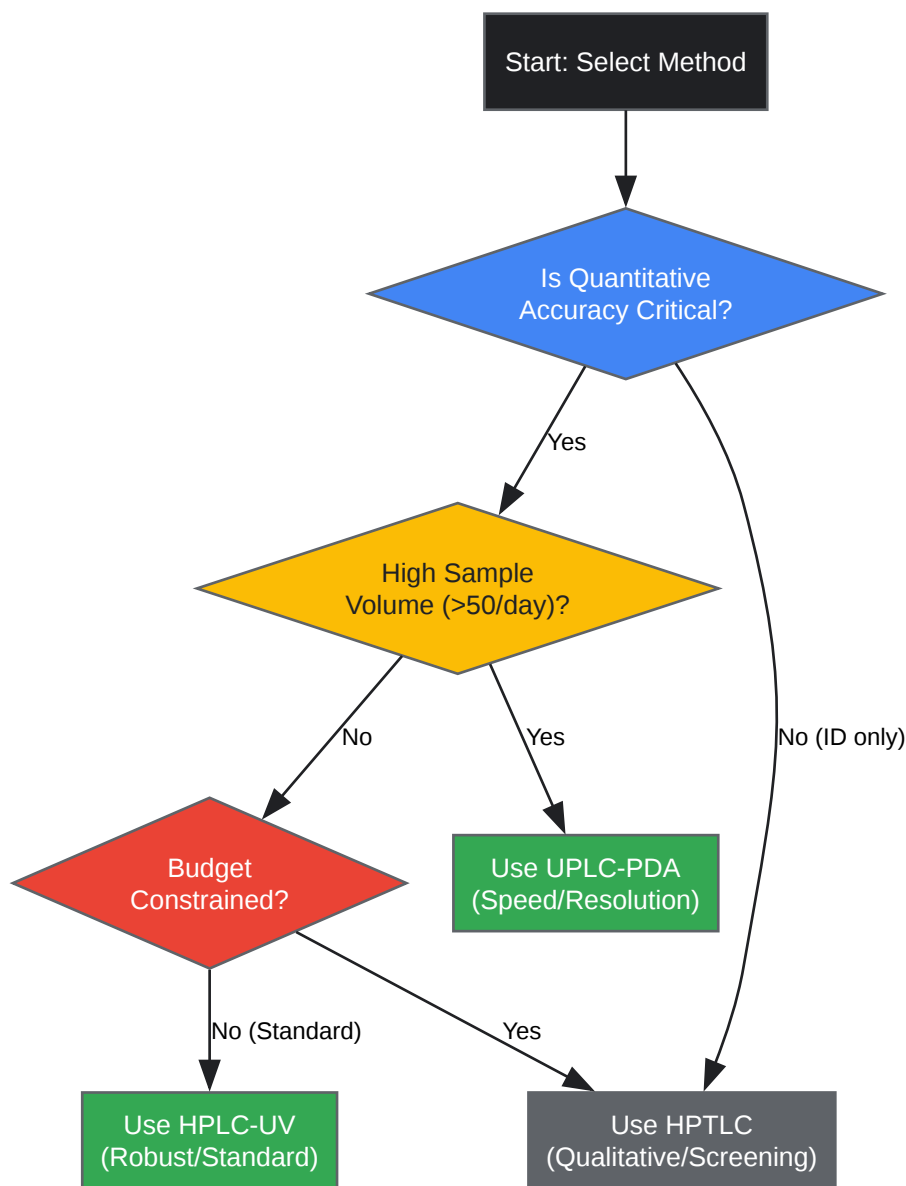 Start: Select Method
Is Quantitative
Accuracy Critical?
Yes
High Sample
Volume (>50/day)?
No
Yes
No (ID only)
Budget
Constrained?
Use UPLC-PDA
(Speed/Resolution)
No (Standard)
Yes
Use HPLC-UV
(Robust/Standard)
Use HPTLC
(Qualitative/Screening)